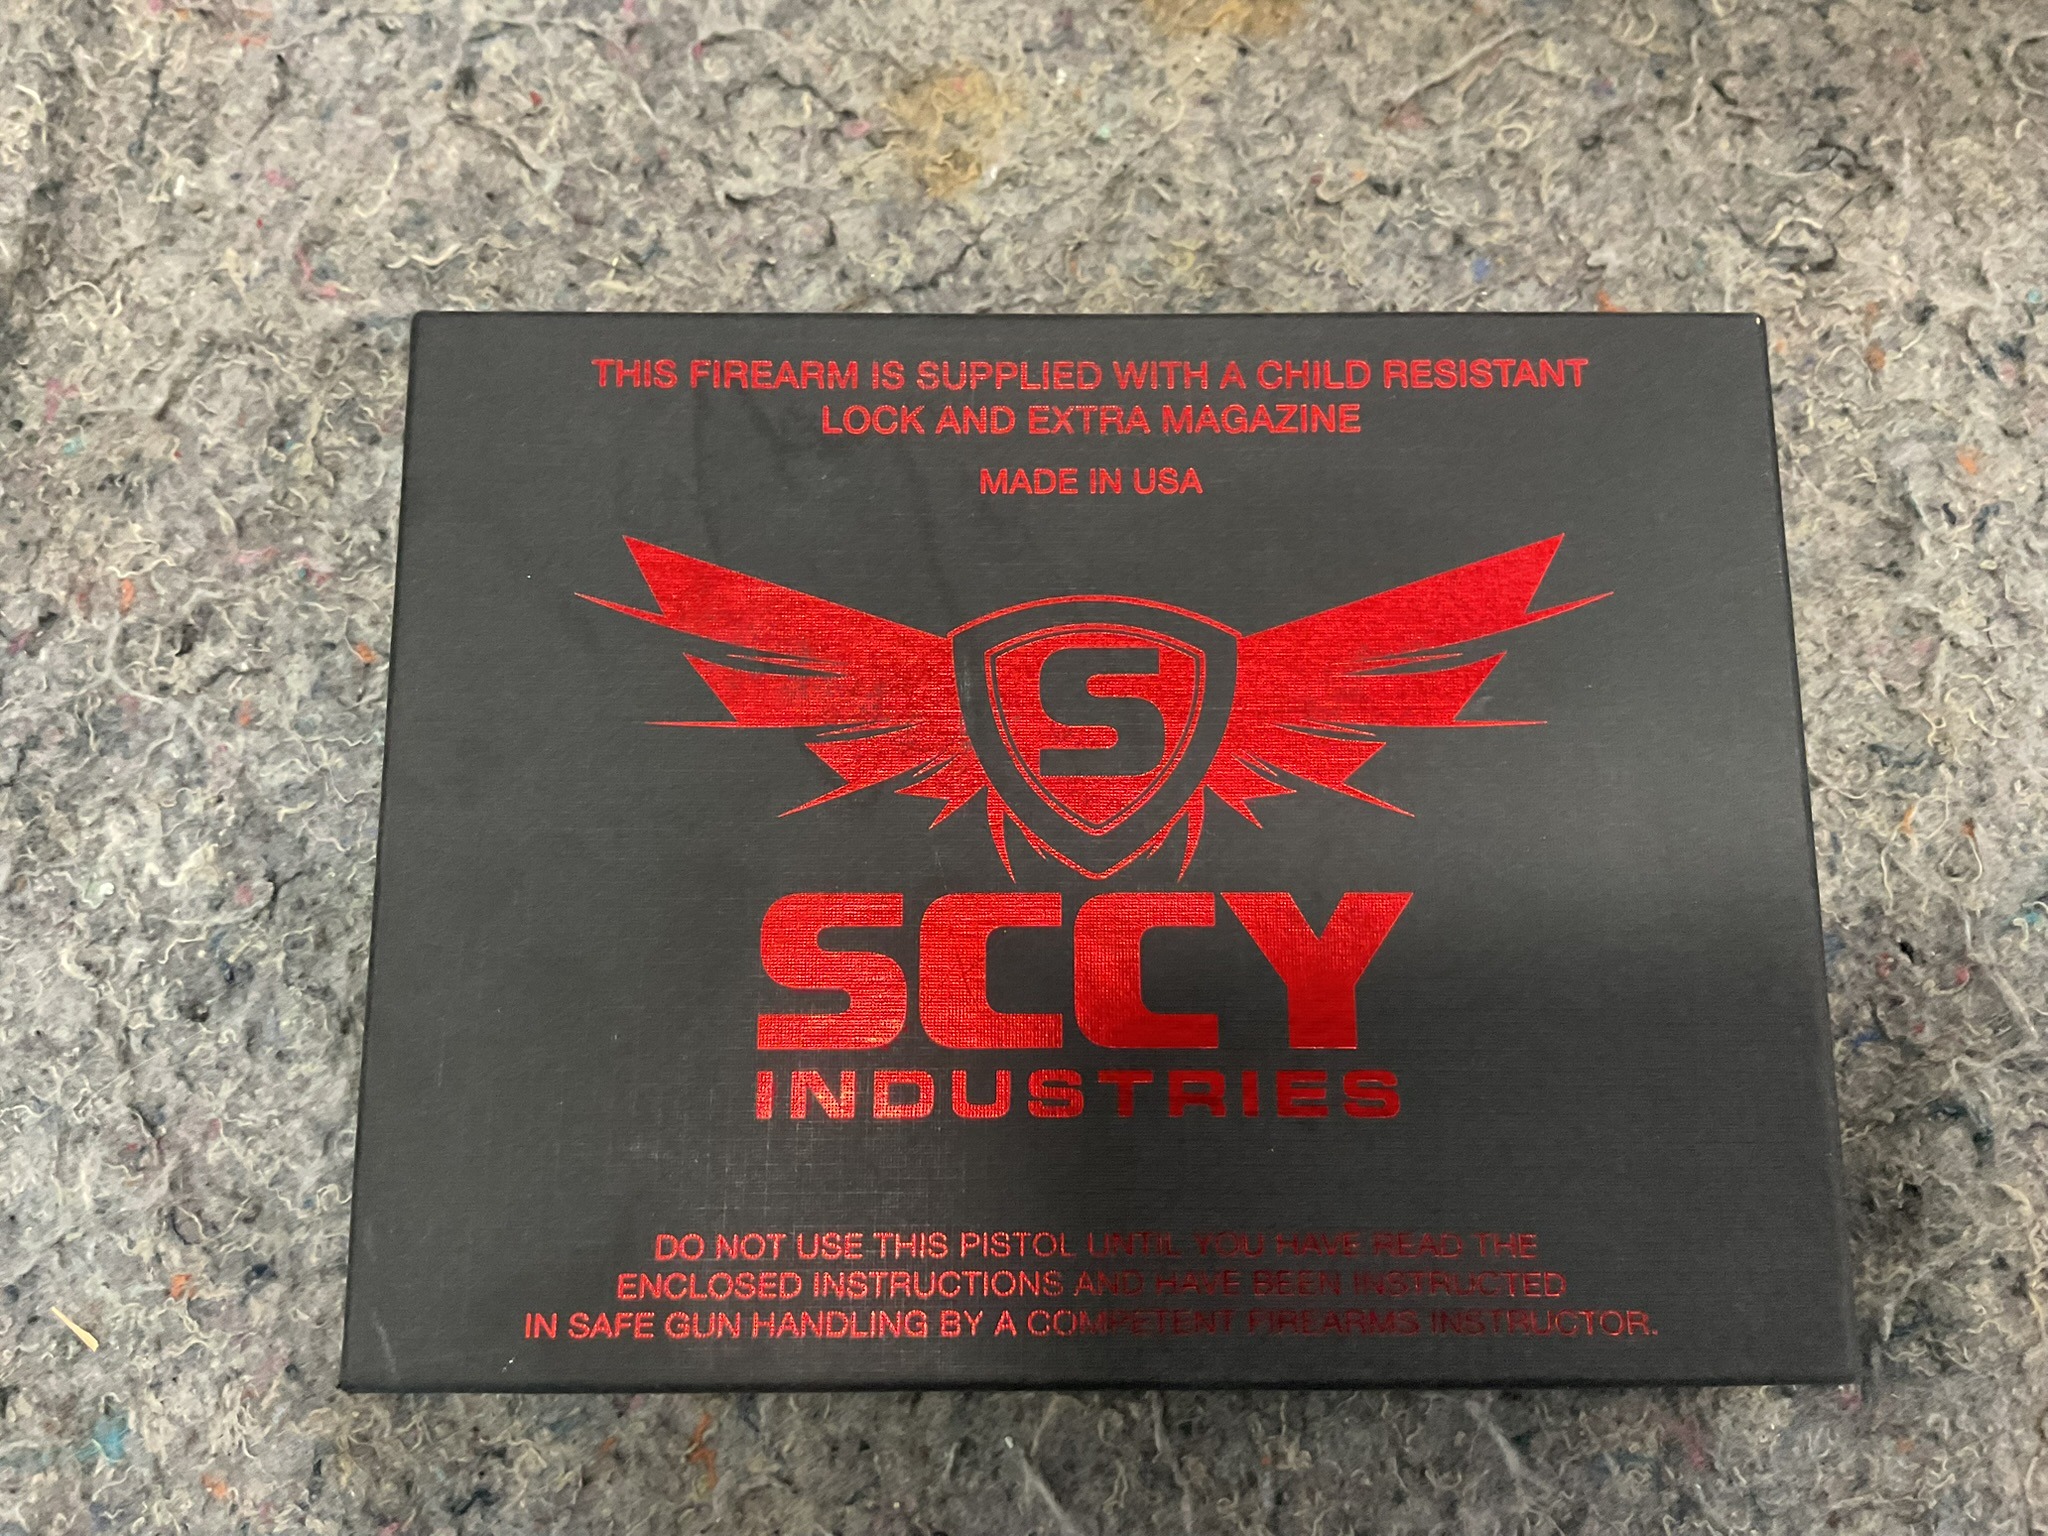 THIS FIREARM IS SUPPLIED WITH A CHILD RESISTANT
LOCK AND EXTRA MAGAZINE
MADE IN USA
S
SCCY
INDUSTRIES
DO NOT USE THIS PISTOL UNTIL YOU HAVE READ THE
ENCLOSED INSTRUCTIONS AND HAVE BEEN INSTRUCTED
IN SAFE GUN HANDLING BY A COMPETENT FIREARMS INSTRUCTOR.